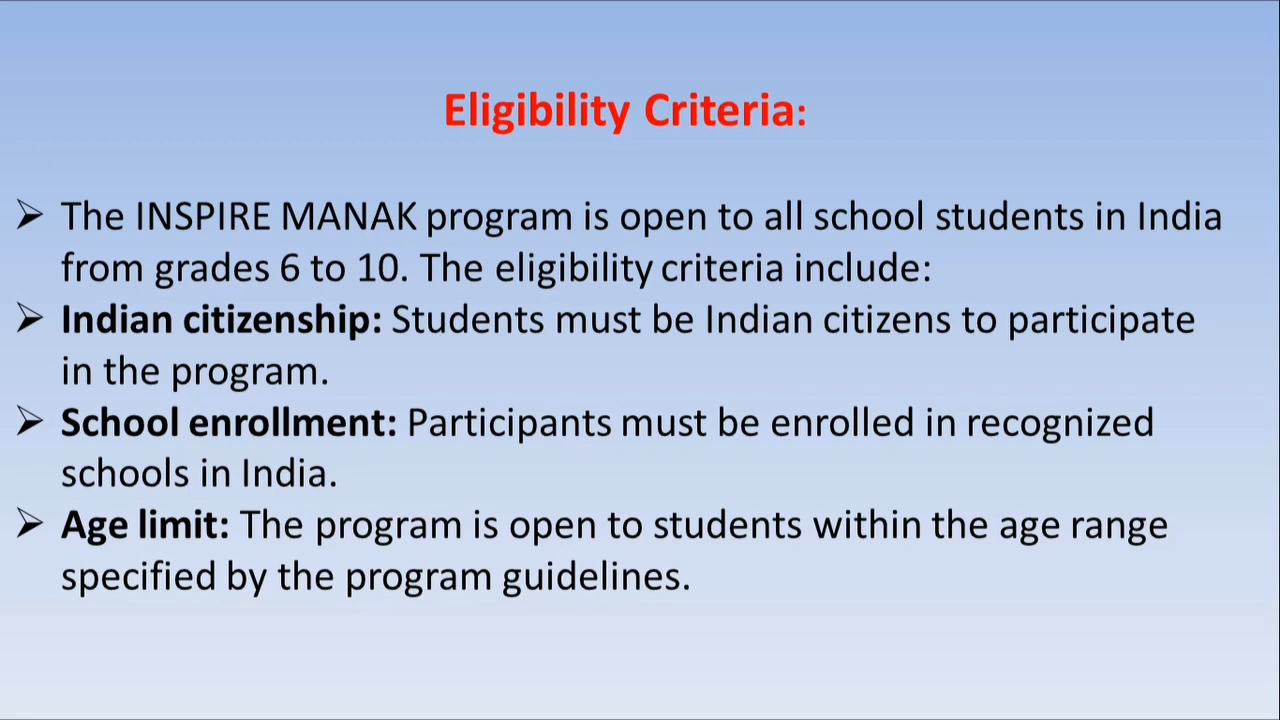 Eligibility Criteria:
➢ The INSPIRE MANAK program is open to all school students in India
from grades 6 to 10. The eligibility criteria include:
➢ Indian citizenship: Students must be Indian citizens to participate
in the program.
➢ School enrollment: Participants must be enrolled in recognized
schools in India.
➢ Age limit: The program is open to students within the age range
specified by the program guidelines.